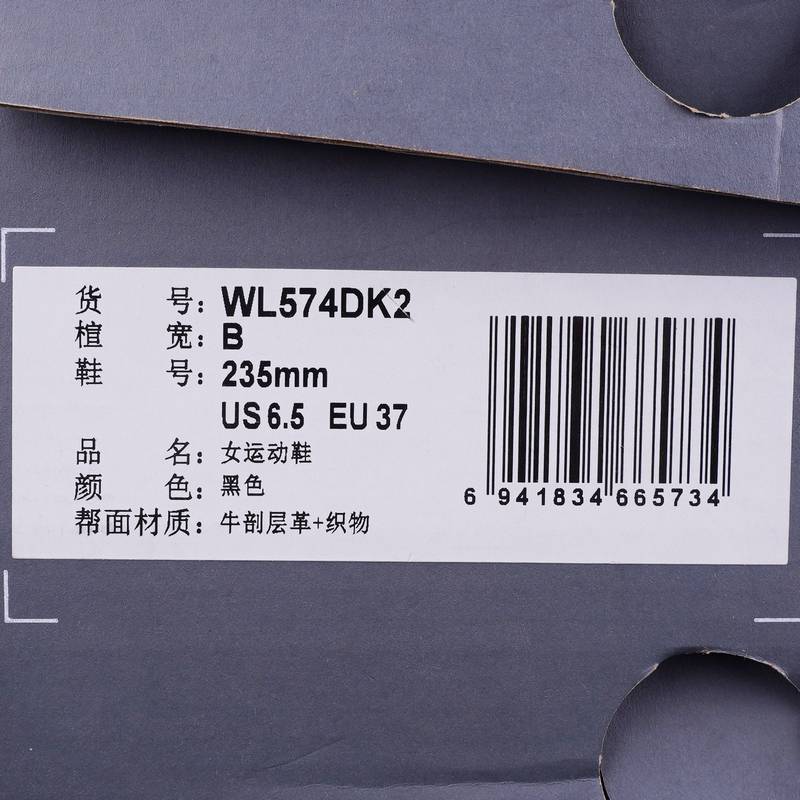 货号：WL574DK2
楦宽：B
鞋号：235mm
US 6.5 EU 37
品名：女运动鞋
颜色：黑色
帮面材质：牛剖层革+织物
6 941834 665734